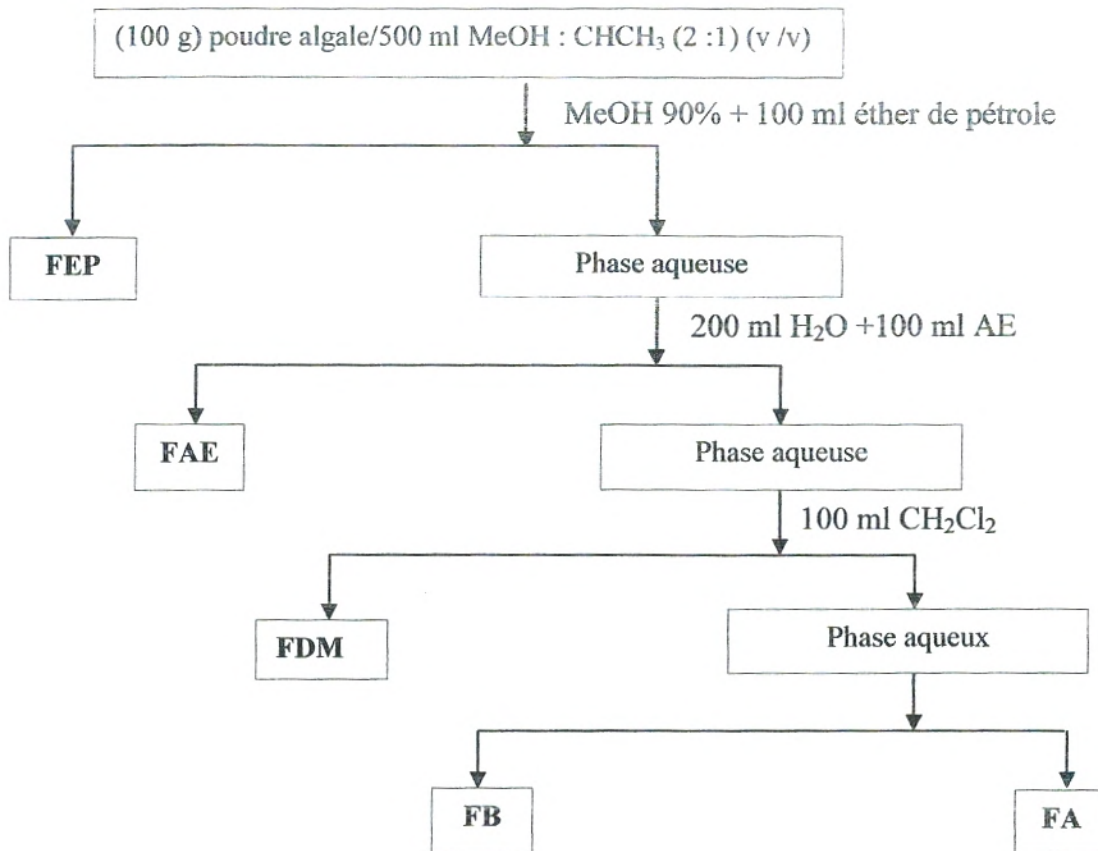 (100 g) poudre algale/500 ml MeOH : CHCH₃ (2 :1) (v /v)
MeOH 90% + 100 ml éther de pétrole
FEP
Phase aqueuse
200 ml H₂O +100 ml AE
FAE
Phase aqueuse
100 ml CH₂Cl₂
FDM
Phase aqueux
FB
FA